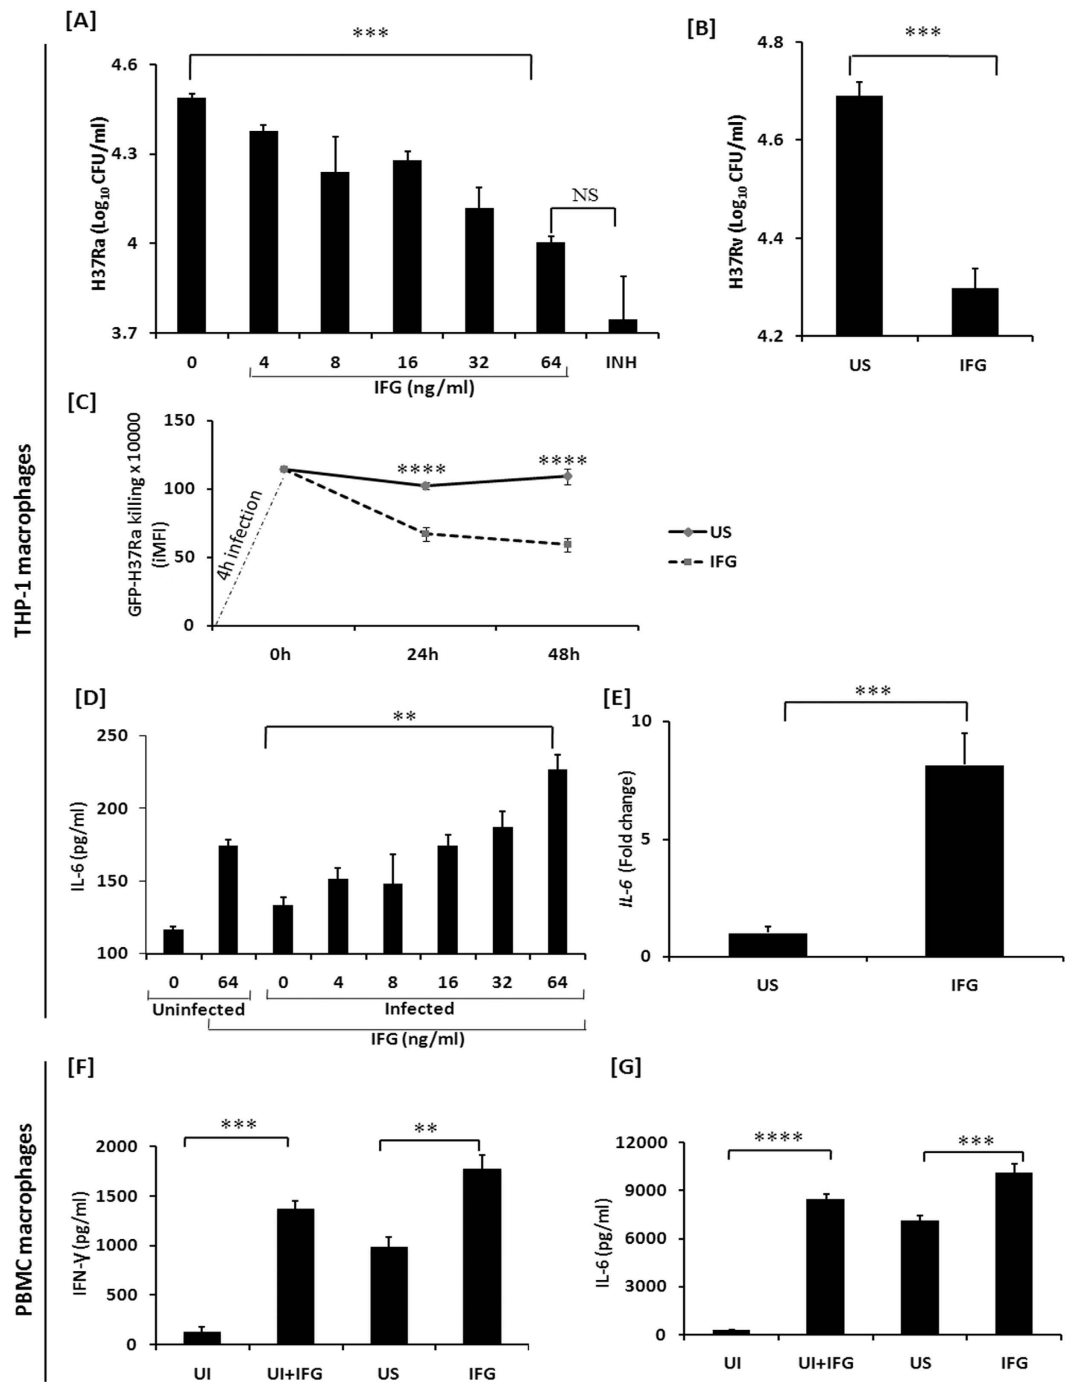 THP-1 macrophages
[A]
***
H37Ra (Log10 CFU/ml)
4.6
4.3
4
3.7
NS
0 4 8 16 32 64 INH
IFG (ng/ml)
[B]
***
H37Rv (Log10 CFU/ml)
4.8
4.6
4.4
4.2
US IFG
[C]
GFP-H37Ra killing x 10000
(iMFI)
150
100
50
0
4h infection
**** ****
0h 24h 48h
US
IFG
[D]
**
IL-6 (pg/ml)
250
200
150
100
0 64 0 4 8 16 32 64
Uninfected Infected
IFG (ng/ml)
[E]
***
IL-6 (Fold change)
10
5
0
US IFG
PBMC macrophages
[F]
*** **
IFN-γ (pg/ml)
2000
1500
1000
500
0
UI UI+IFG US IFG
[G]
**** ***
IL-6 (pg/ml)
12000
9000
6000
3000
0
UI UI+IFG US IFG